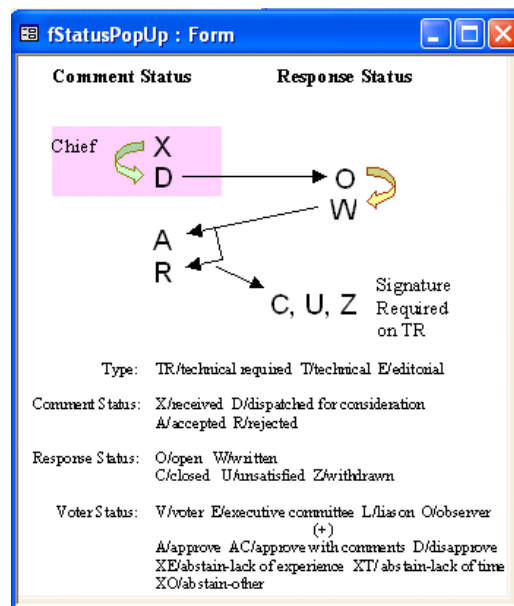 fStatusPopUp : Form
Comment Status Response Status
Chief X
D O
W
A
R
C, U, Z Signature
Required
on TR
Type: TR/technical required T/technical E/editorial
Comment Status: X/received D/dispatched for consideration
A/accepted R/rejected
Response Status: O/open W/written
C/closed U/unsatisfied Z/withdrawn
Voter Status: V/voter E/executive committee L/liason O/observer
(+)
A/approve AC/approve with comments D/disapprove
XE/abstain-lack of experience XT/ abstain-lack of time
XO/abstain-other